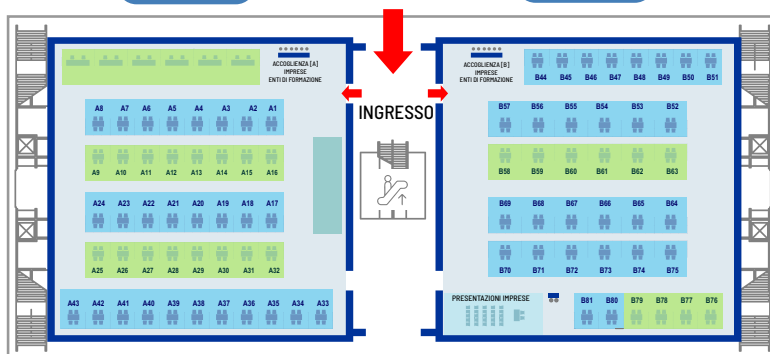 ACCOGLIENZA [A]
IMPRESE
ENTI DI FORMAZIONE
A8 A7 A6 A5 A4 A3 A2 A1
A9 A10 A11 A12 A13 A14 A15 A16
A24 A23 A22 A21 A20 A19 A18 A17
A25 A26 A27 A28 A29 A30 A31 A32
A43 A42 A41 A40 A39 A38 A37 A36 A35 A34 A33
INGRESSO
ACCOGLIENZA [B]
IMPRESE
ENTI DI FORMAZIONE
B44 B45 B46 B47 B48 B49 B50 B51
B57 B56 B55 B54 B53 B52
B58 B59 B60 B61 B62 B63
B69 B68 B67 B66 B65 B64
B70 B71 B72 B73 B74 B75
PRESENTAZIONI IMPRESE
B81 B80 B79 B78 B77 B76